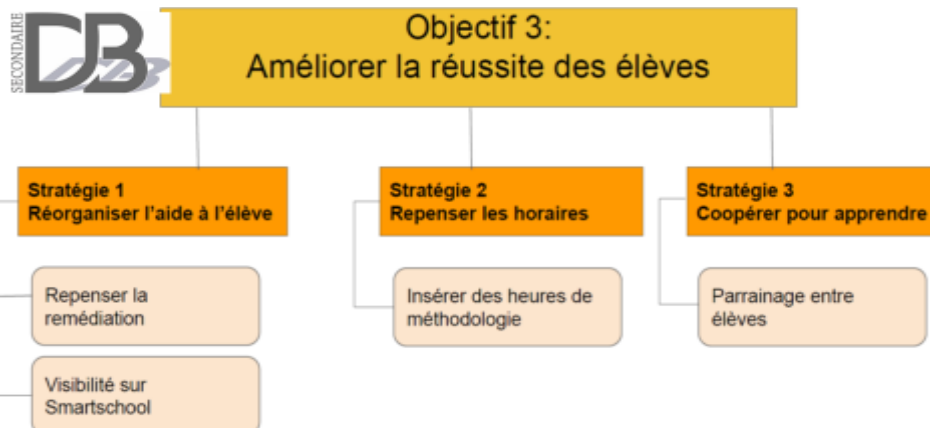 SECONDAIRE
DB
Objectif 3:
Améliorer la réussite des élèves
Stratégie 1
Réorganiser l'aide à l'élève
Repenser la
remédiation
Visibilité sur
Smartschool
Stratégie 2
Repenser les horaires
Insérer des heures de
méthodologie
Stratégie 3
Coopérer pour apprendre
Parrainage entre
élèves